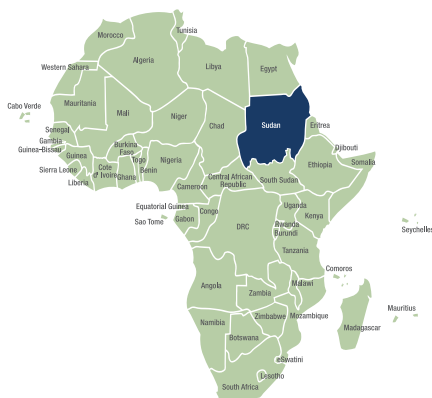 Tunisia
Morocco
Algeria
Libya
Egypt
Western Sahara
Cabo Verde
Mauritania
Mali
Niger
Chad
Sudan
Eritrea
Senegal
Gambia
Guinea-Bissau
Guinea
Burkina
Faso
Djibouti
Sierra Leone
Cote
d' Ivoire
Togo
Ghana
Benin
Nigeria
Ethiopia
Somalia
Liberia
Cameroon
Central African
Republic
South Sudan
Equatorial Guinea
Sao Tome
Gabon
Congo
DRC
Uganda
Kenya
Rwanda
Burundi
Seychelles
Tanzania
Comoros
Angola
Zambia
Malawi
Mozambique
Mauritius
Namibia
Zimbabwe
Botswana
Madagascar
eSwatini
Lesotho
South Africa